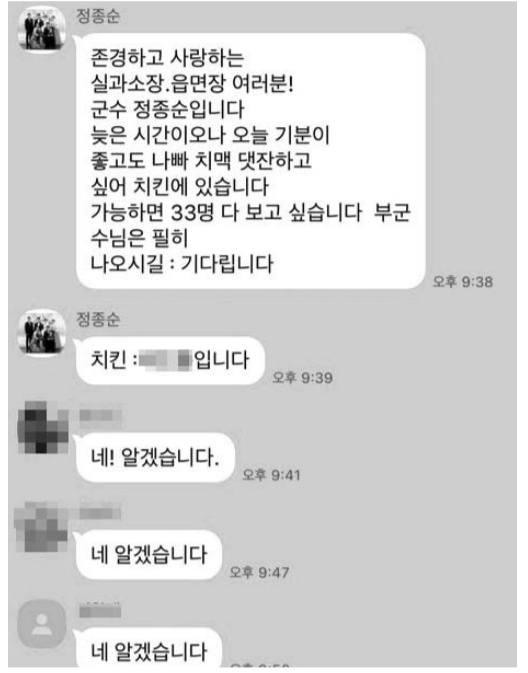 정종순
존경하고 사랑하는
실과소장.읍면장 여러분!
군수 정종순입니다
늦은 시간이오나 오늘 기분이
좋고도 나빠 치맥 댓잔하고
싶어 치킨에 있습니다
가능하면 33명 다 보고 싶습니다 부군
수님은 필히
나오시길 : 기다립니다
오후 9:38
정종순
치킨 : 입니다
오후 9:39
네! 알겠습니다.
오후 9:41
네 알겠습니다
오후 9:47
네 알겠습니다